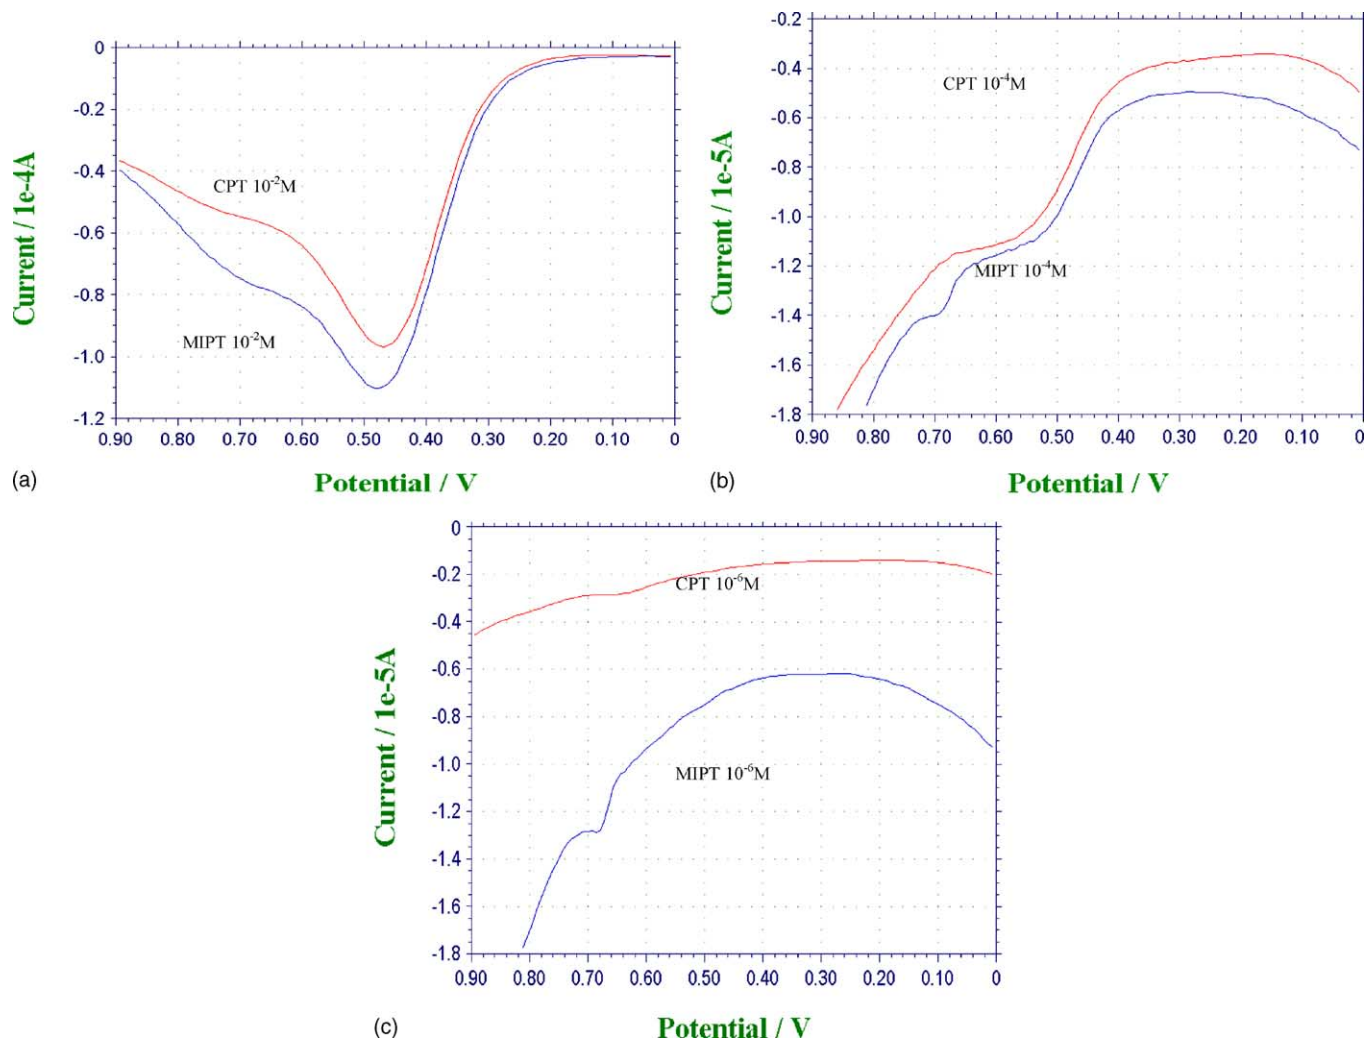 0
-0.2
-0.4
-0.6
-0.8
-1.0
-1.2
Current / 1e-4A
CPT 10⁻²M
MIPT 10⁻²M
0.90 0.80 0.70 0.60 0.50 0.40 0.30 0.20 0.10 0
(a)
Potential / V
-0.2
-0.4
-0.6
-0.8
-1.0
-1.2
-1.4
-1.6
-1.8
Current / 1e-5A
CPT 10⁻⁴M
MIPT 10⁻⁴M
0.90 0.80 0.70 0.60 0.50 0.40 0.30 0.20 0.10 0
(b)
Potential / V
0
-0.2
-0.4
-0.6
-0.8
-1.0
-1.2
-1.4
-1.6
-1.8
Current / 1e-5A
CPT 10⁻⁶M
MIPT 10⁻⁶M
0.90 0.80 0.70 0.60 0.50 0.40 0.30 0.20 0.10 0
(c)
Potential / V